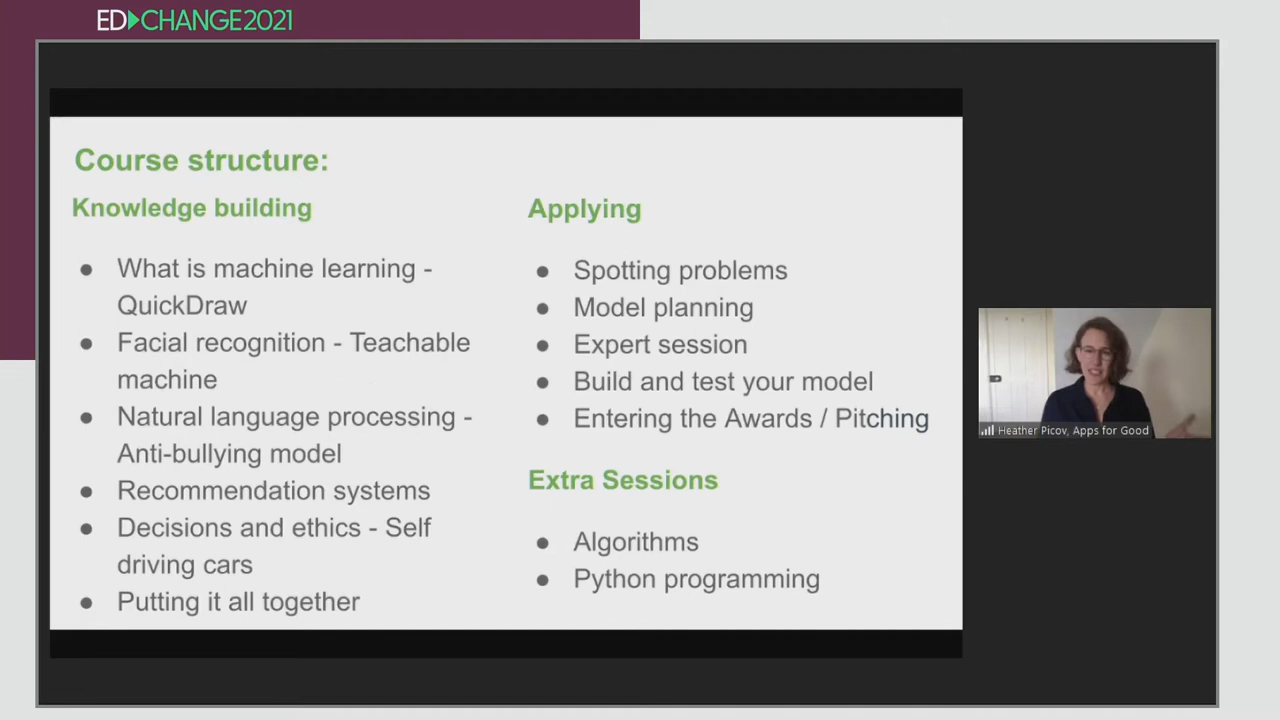 ED CHANGE2021
Course structure:
Knowledge building
What is machine learning -
QuickDraw
Facial recognition - Teachable
machine
Natural language processing -
Anti-bullying model
Recommendation systems
Decisions and ethics - Self
driving cars
Putting it all together
Applying
Spotting problems
Model planning
Expert session
Build and test your model
Entering the Awards / Pitching
Extra Sessions
Algorithms
Python programming
Heather Picov, Apps for Good